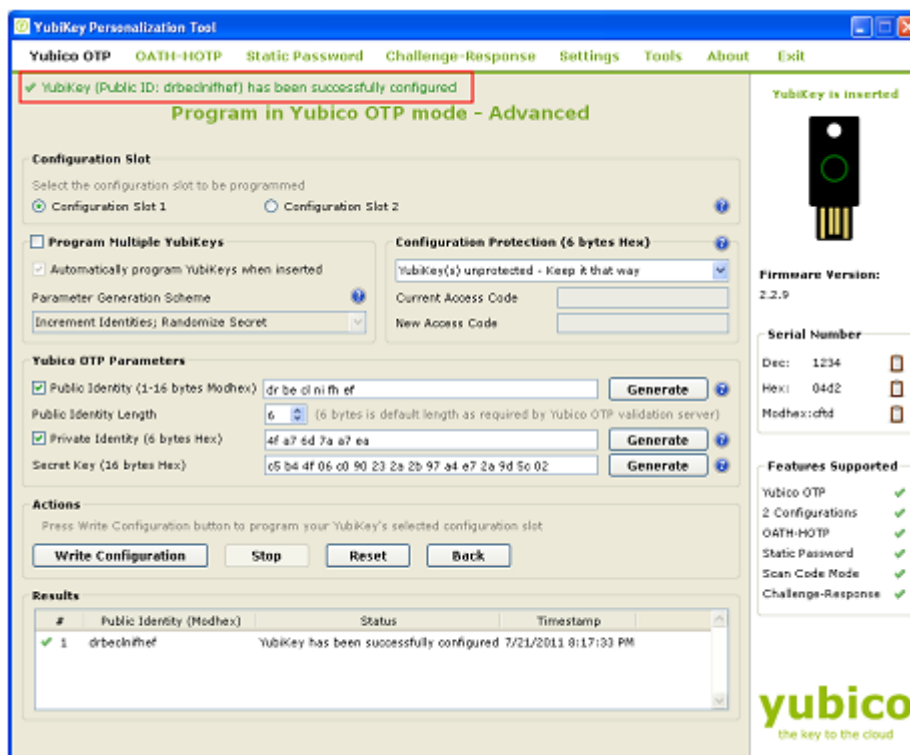 YubiKey Personalization Tool
Yubico OTP OATH-HOTP Static Password Challenge-Response Settings Tools About Exit
YubiKey (Public ID: drbeclnifhef) has been successfully configured
Program in Yubico OTP mode - Advanced
Configuration Slot
Select the configuration slot to be programmed
Configuration Slot 1 Configuration Slot 2
Program Multiple YubiKeys
Automatically program YubiKeys when inserted
Parameter Generation Scheme
Increment Identities; Randomize Secret
Configuration Protection (6 bytes Hex)
YubiKey(s) unprotected - Keep it that way
Current Access Code
New Access Code
Yubico OTP Parameters
Public Identity (1-16 bytes Modhex) dr be cl ni fh ef Generate
Public Identity Length 6 (6 bytes is default length as required by Yubico OTP validation server)
Private Identity (6 bytes Hex) 4f a7 6d 7a a7 ea Generate
Secret Key (16 bytes Hex) c5 b4 4f 06 c0 90 23 2a 2b 97 a4 e7 2a 9d 5c 02 Generate
Actions
Press Write Configuration button to program your YubiKey's selected configuration slot
Write Configuration Stop Reset Back
Results
# Public Identity (Modhex) Status Timestamp
1 drbeclnifhef YubiKey has been successfully configured 7/21/2011 8:17:33 PM
YubiKey is inserted
Firmware Version:
2.2.9
Serial Number
Dec: 1234
Hex: 04d2
Modhex:cftd
Features Supported
Yubico OTP
2 Configurations
OATH-HOTP
Static Password
Scan Code Mode
Challenge-Response
yubico
the key to the cloud